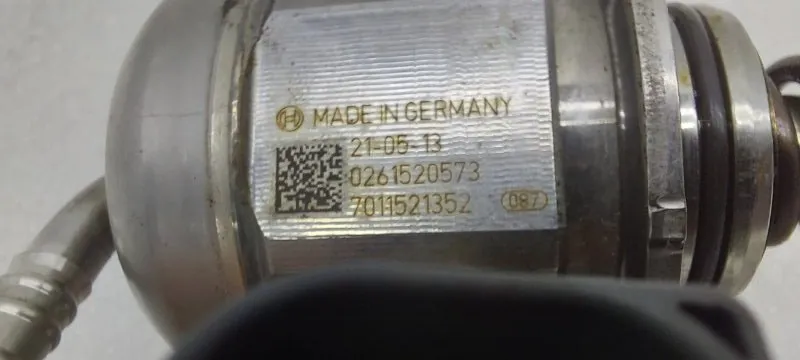 MADE IN GERMANY
21-05-13
0261520573
7011521352 087